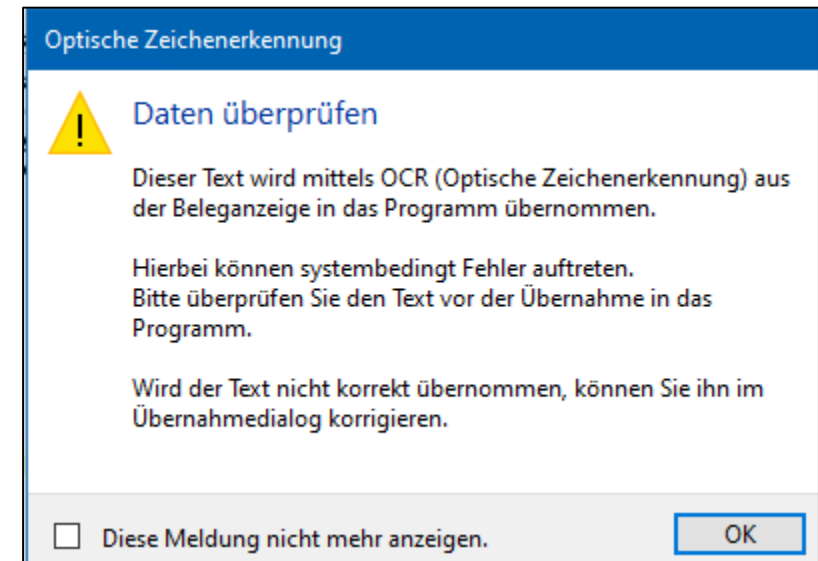 Optische Zeichenerkennung
Daten überprüfen
Dieser Text wird mittels OCR (Optische Zeichenerkennung) aus
der Beleganzeige in das Programm übernommen.
Hierbei können systembedingt Fehler auftreten.
Bitte überprüfen Sie den Text vor der Übernahme in das
Programm.
Wird der Text nicht korrekt übernommen, können Sie ihn im
Übernahmedialog korrigieren.
Diese Meldung nicht mehr anzeigen.
OK